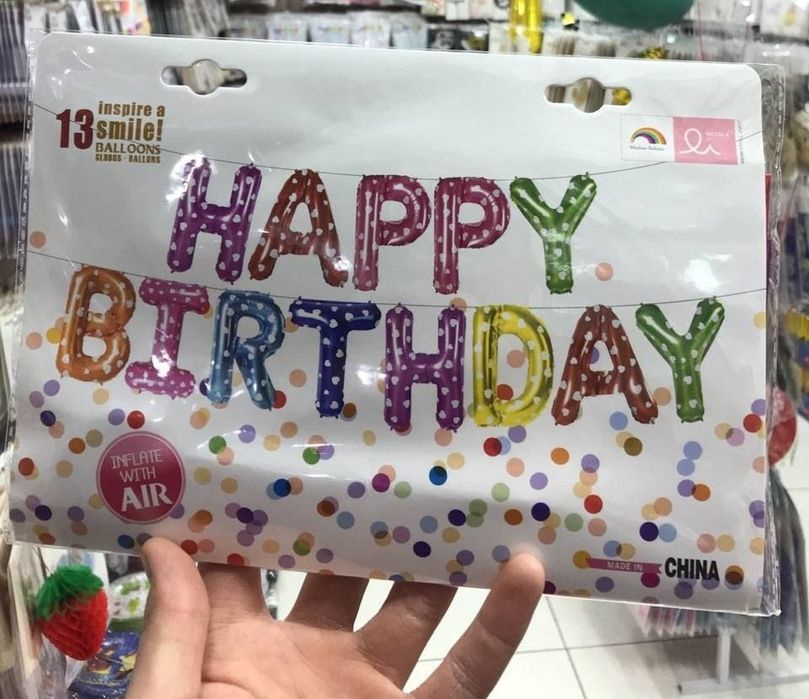 13
inspire a
smile!
BALLOONS
GLOBOS - BALLONS
HAPPY
BIRTHDAY
INFLATE
WITH
AIR
MADE IN CHINA